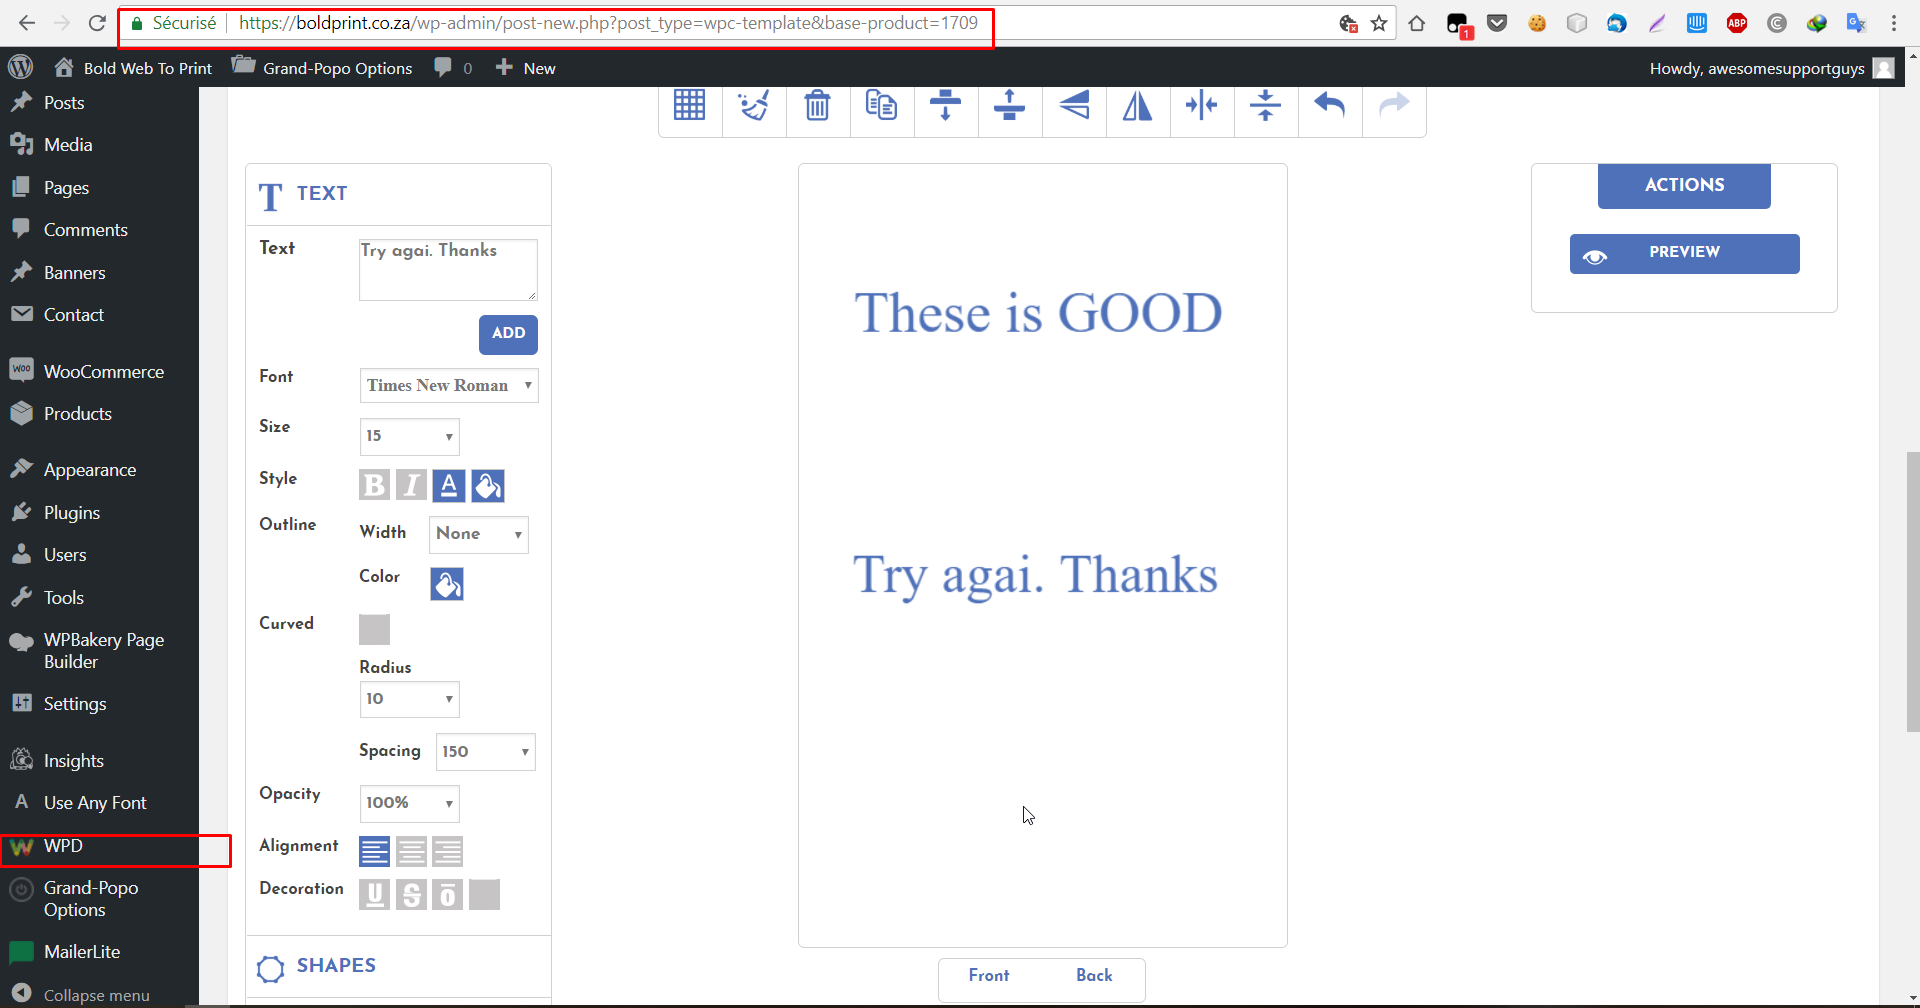 Sécurisé https://boldprint.co.za/wp-admin/post-new.php?post_type=wpc-template&base-product=1709
ABP
1
Bold Web To Print Grand-Popo Options 0 New Howdy, awesomesupportguys
Posts
Media
Pages
Comments
Banners
Contact
WooCommerce
Products
Appearance
Plugins
Users
Tools
WPBakery Page
Builder
Settings
Insights
Use Any Font
WPD
Grand-Popo
Options
MailerLite
Collapse menu
T TEXT
Text Try agai. Thanks
ADD
Font Times New Roman
Size 15
Style B I A
Outline Width None
Color
Curved
Radius
10
Spacing 150
Opacity 100%
Alignment
Decoration U S O
SHAPES
These is GOOD
Try agai. Thanks
Front Back
ACTIONS
PREVIEW